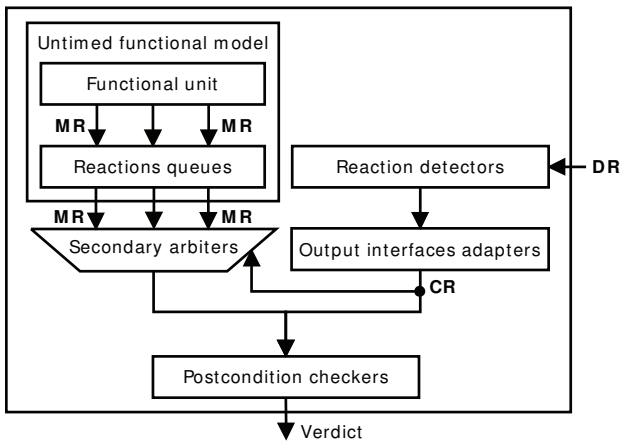 Untimed functional model
Functional unit
MR MR
Reactions queues
Reaction detectors
DR
MR MR
Secondary arbiters
Output interfaces adapters
CR
Postcondition checkers
Verdict